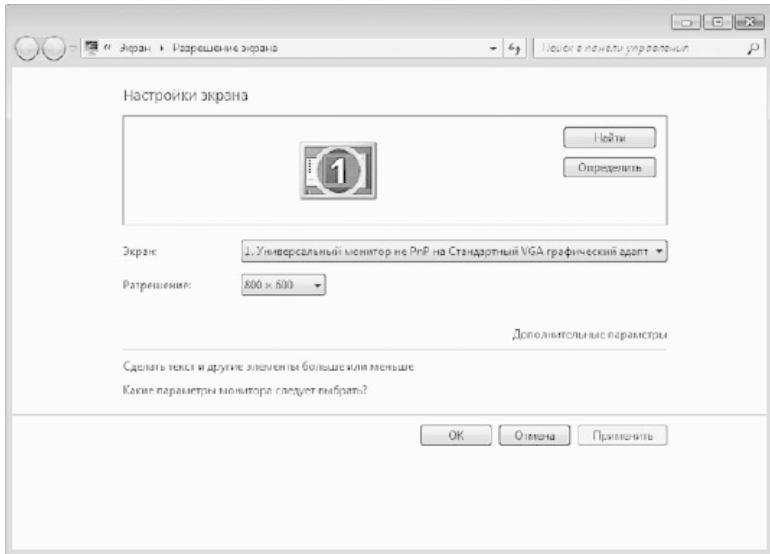 « Экран ▸ Разрешение экрана
Поиск в панели управления
Настройки экрана
1
Найти
Определить
Экран: 1. Универсальный монитор не PnP на Стандартный VGA графический адапт
Разрешение: 800 × 600
Дополнительные параметры
Сделать текст и другие элементы больше или меньше
Какие параметры монитора следует выбрать?
ОК Отмена Применить